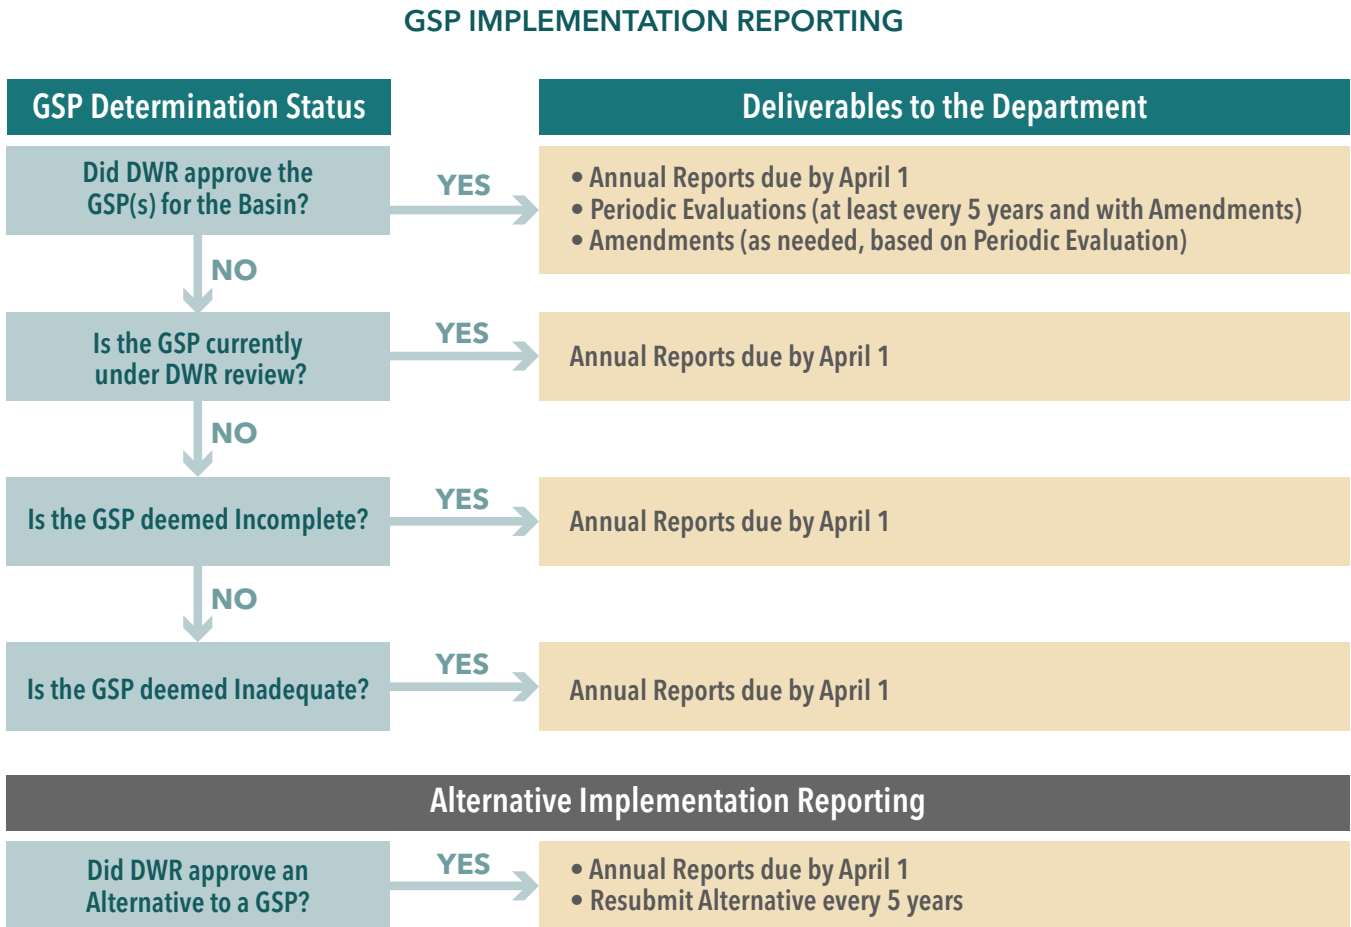 GSP IMPLEMENTATION REPORTING
GSP Determination Status
Deliverables to the Department
Did DWR approve the
GSP(s) for the Basin?
YES
• Annual Reports due by April 1
• Periodic Evaluations (at least every 5 years and with Amendments)
• Amendments (as needed, based on Periodic Evaluation)
NO
Is the GSP currently
under DWR review?
YES
Annual Reports due by April 1
NO
Is the GSP deemed Incomplete?
YES
Annual Reports due by April 1
NO
Is the GSP deemed Inadequate?
YES
Annual Reports due by April 1
Alternative Implementation Reporting
Did DWR approve an
Alternative to a GSP?
YES
• Annual Reports due by April 1
• Resubmit Alternative every 5 years